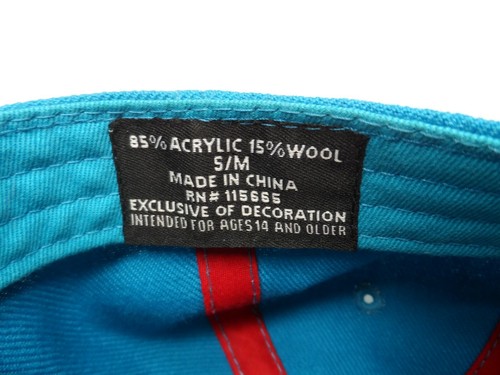 85% ACRYLIC 15% WOOL
S/M
MADE IN CHINA
RN# 115665
EXCLUSIVE OF DECORATION
INTENDED FOR AGES 14 AND OLDER